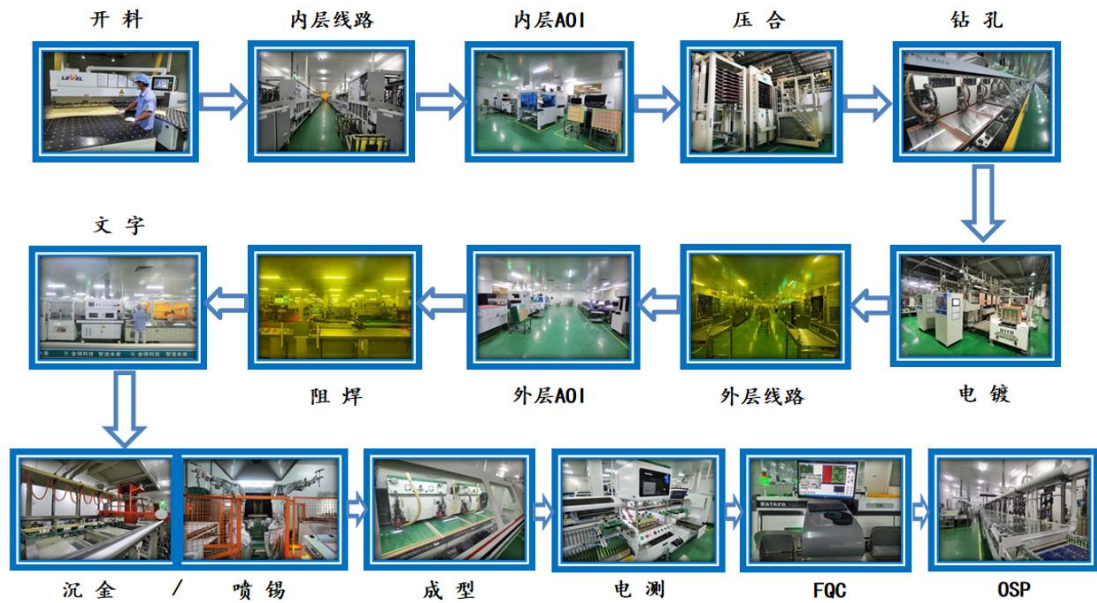 开 料
内层线路
内层AOI
压 合
钻 孔
LEVEL
文 字
阻 焊
外层AOI
外层线路
电 镀
沉 金 / 喷 锡
成 型
电 测
FQC
OSP